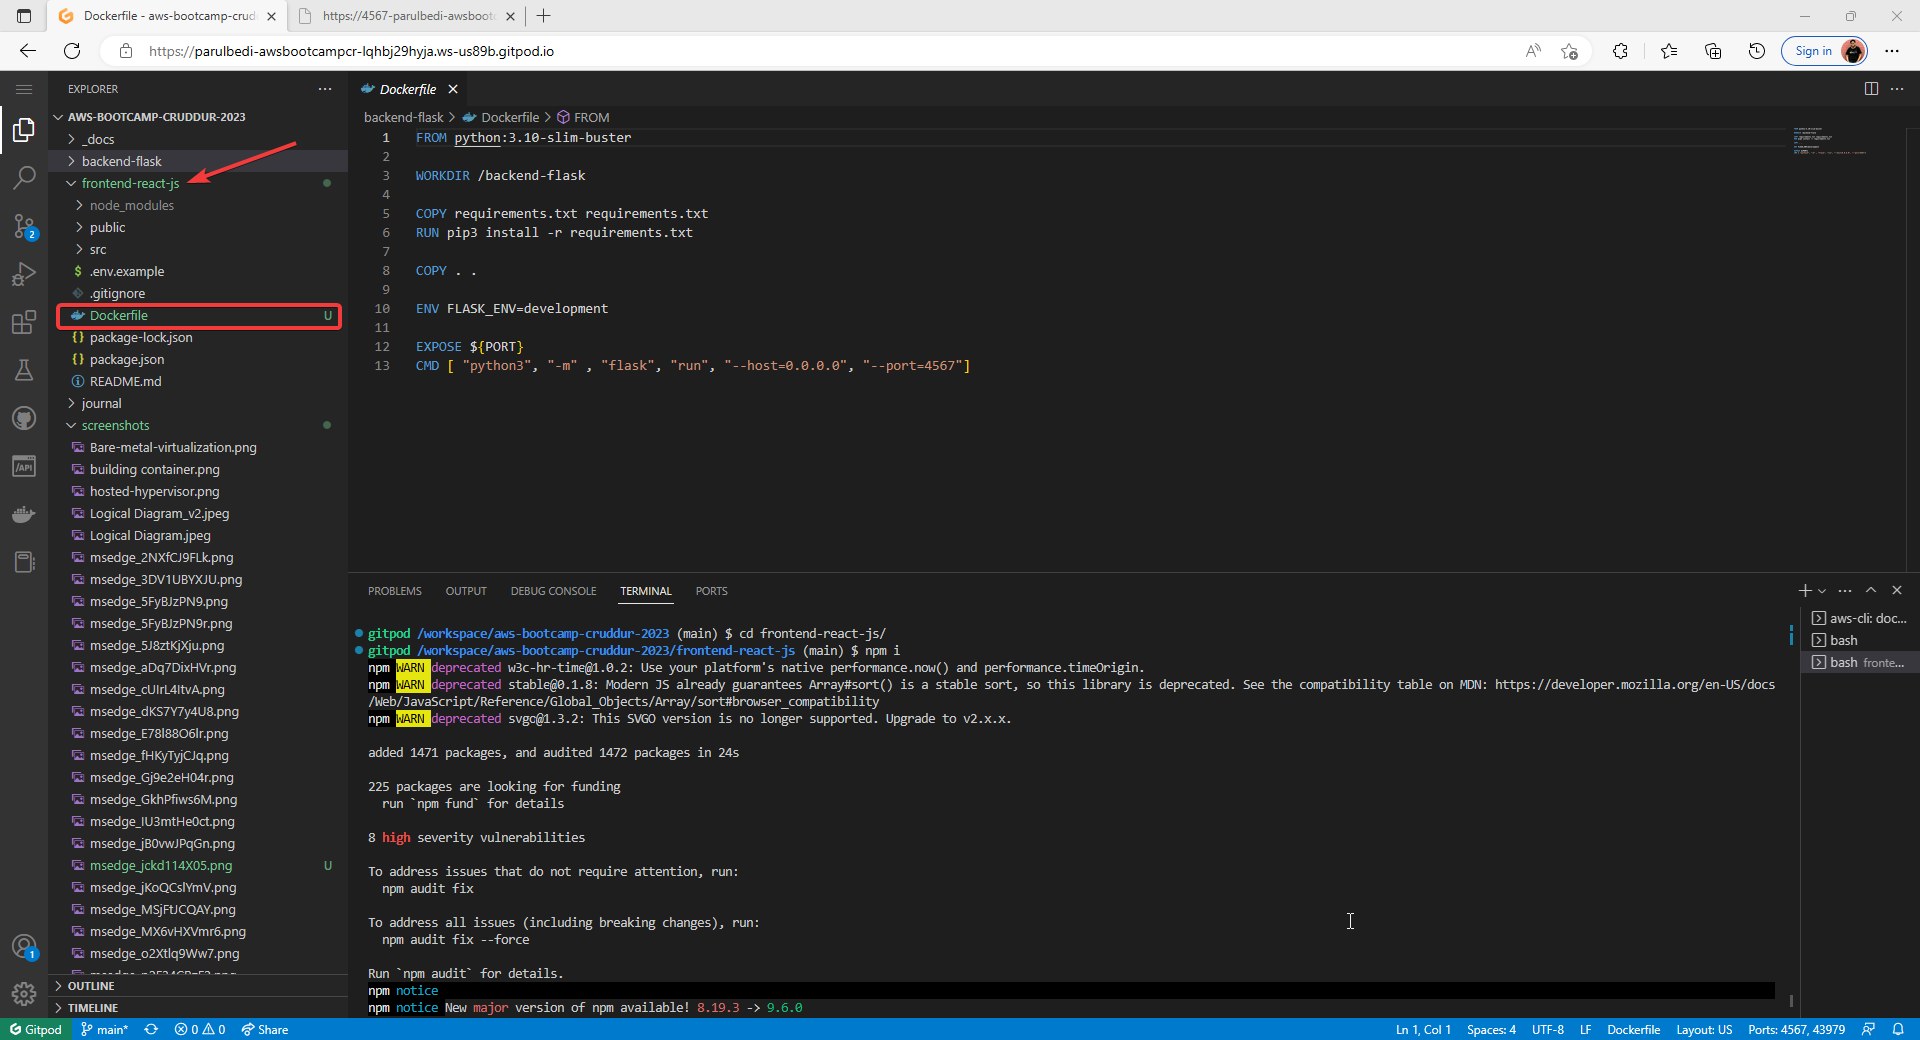 Dockerfile - aws-bootcamp-crudd
https://4567-parulbedi-awsboot
https://parulbedi-awsbootcampcr-lqhbj29hyja.ws-us89b.gitpod.io
Sign in
EXPLORER
AWS-BOOTCAMP-CRUDDUR-2023
_docs
backend-flask
frontend-react-js
node_modules
public
src
.env.example
.gitignore
Dockerfile U
package-lock.json
package.json
README.md
journal
screenshots
Bare-metal-virtualization.png
building container.png
hosted-hypervisor.png
Logical Diagram_v2.jpeg
Logical Diagram.jpeg
msedge_2NXfCJ9FLk.png
msedge_3DV1UBYXJU.png
msedge_5FyBJzPN9.png
msedge_5FyBJzPN9r.png
msedge_5J8ztKjXju.png
msedge_aDq7DixHVr.png
msedge_cUIrL4ItvA.png
msedge_dKS7Y7y4U8.png
msedge_E78l88O6lr.png
msedge_fHKyTyjCJq.png
msedge_Gj9e2eH04r.png
msedge_GkhPfiws6M.png
msedge_IU3mtHe0ct.png
msedge_jB0vwJPqGn.png
msedge_jckd114X05.png U
msedge_jKoQCslYmV.png
msedge_MSjFtJCQAY.png
msedge_MX6vHXVmr6.png
msedge_o2Xtlq9Ww7.png
OUTLINE
TIMELINE
2
1
Dockerfile
backend-flask > Dockerfile > FROM
1 FROM python:3.10-slim-buster
2
3 WORKDIR /backend-flask
4
5 COPY requirements.txt requirements.txt
6 RUN pip3 install -r requirements.txt
7
8 COPY . .
9
10 ENV FLASK_ENV=development
11
12 EXPOSE ${PORT}
13 CMD [ "python3", "-m" , "flask", "run", "--host=0.0.0.0", "--port=4567"]
PROBLEMS OUTPUT DEBUG CONSOLE TERMINAL PORTS
gitpod /workspace/aws-bootcamp-cruddur-2023 (main) $ cd frontend-react-js/
gitpod /workspace/aws-bootcamp-cruddur-2023/frontend-react-js (main) $ npm i
npm WARN deprecated w3c-hr-time@1.0.2: Use your platform's native performance.now() and performance.timeOrigin.
npm WARN deprecated stable@0.1.8: Modern JS already guarantees Array#sort() is a stable sort, so this library is deprecated. See the compatibility table on MDN: https://developer.mozilla.org/en-US/docs
/Web/JavaScript/Reference/Global_Objects/Array/sort#browser_compatibility
npm WARN deprecated svgo@1.3.2: This SVGO version is no longer supported. Upgrade to v2.x.x.
added 1471 packages, and audited 1472 packages in 24s
225 packages are looking for funding
run `npm fund` for details
8 high severity vulnerabilities
To address issues that do not require attention, run:
npm audit fix
To address all issues (including breaking changes), run:
npm audit fix --force
Run `npm audit` for details.
npm notice
npm notice New major version of npm available! 8.19.3 -> 9.6.0
aws-cli: doc...
bash
bash fronte...
Gitpod main* 0 0 Share
Ln 1, Col 1 Spaces: 4 UTF-8 LF Dockerfile Layout: US Ports: 4567, 43979